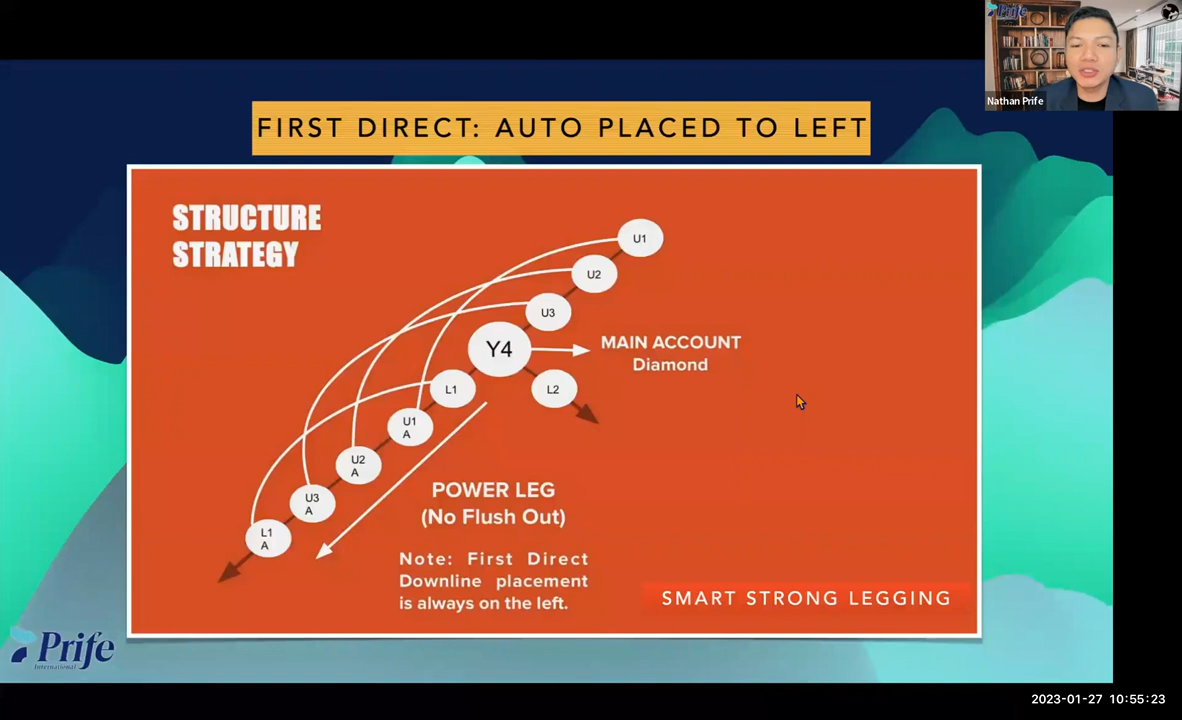 Prife
Nathan Prife
FIRST DIRECT: AUTO PLACED TO LEFT
STRUCTURE
STRATEGY
U1
U2
U3
Y4
MAIN ACCOUNT
Diamond
L1
L2
U1
A
U2
A
U3
A
L1
A
POWER LEG
(No Flush Out)
Note: First Direct
Downline placement
is always on the left.
SMART STRONG LEGGING
Prife
International
2023-01-27 10:55:23